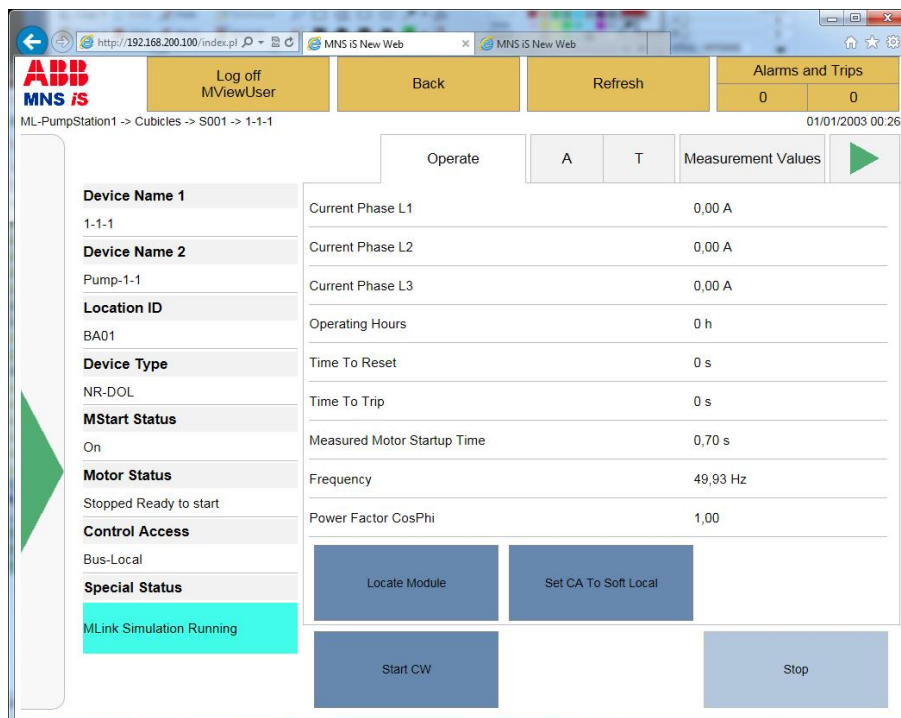 http://192.168.200.100/index.pl
MNS iS New Web
MNS iS New Web
ABB
MNS iS
Log off
MViewUser
Back
Refresh
Alarms and Trips
0 0
ML-PumpStation1 -> Cubicles -> S001 -> 1-1-1
01/01/2003 00:26
Operate
A
T
Measurement Values
Device Name 1
1-1-1
Device Name 2
Pump-1-1
Location ID
BA01
Device Type
NR-DOL
MStart Status
On
Motor Status
Stopped Ready to start
Control Access
Bus-Local
Special Status
MLink Simulation Running
Current Phase L1 0,00 A
Current Phase L2 0,00 A
Current Phase L3 0,00 A
Operating Hours 0 h
Time To Reset 0 s
Time To Trip 0 s
Measured Motor Startup Time 0,70 s
Frequency 49,93 Hz
Power Factor CosPhi 1,00
Locate Module
Set CA To Soft Local
Start CW
Stop